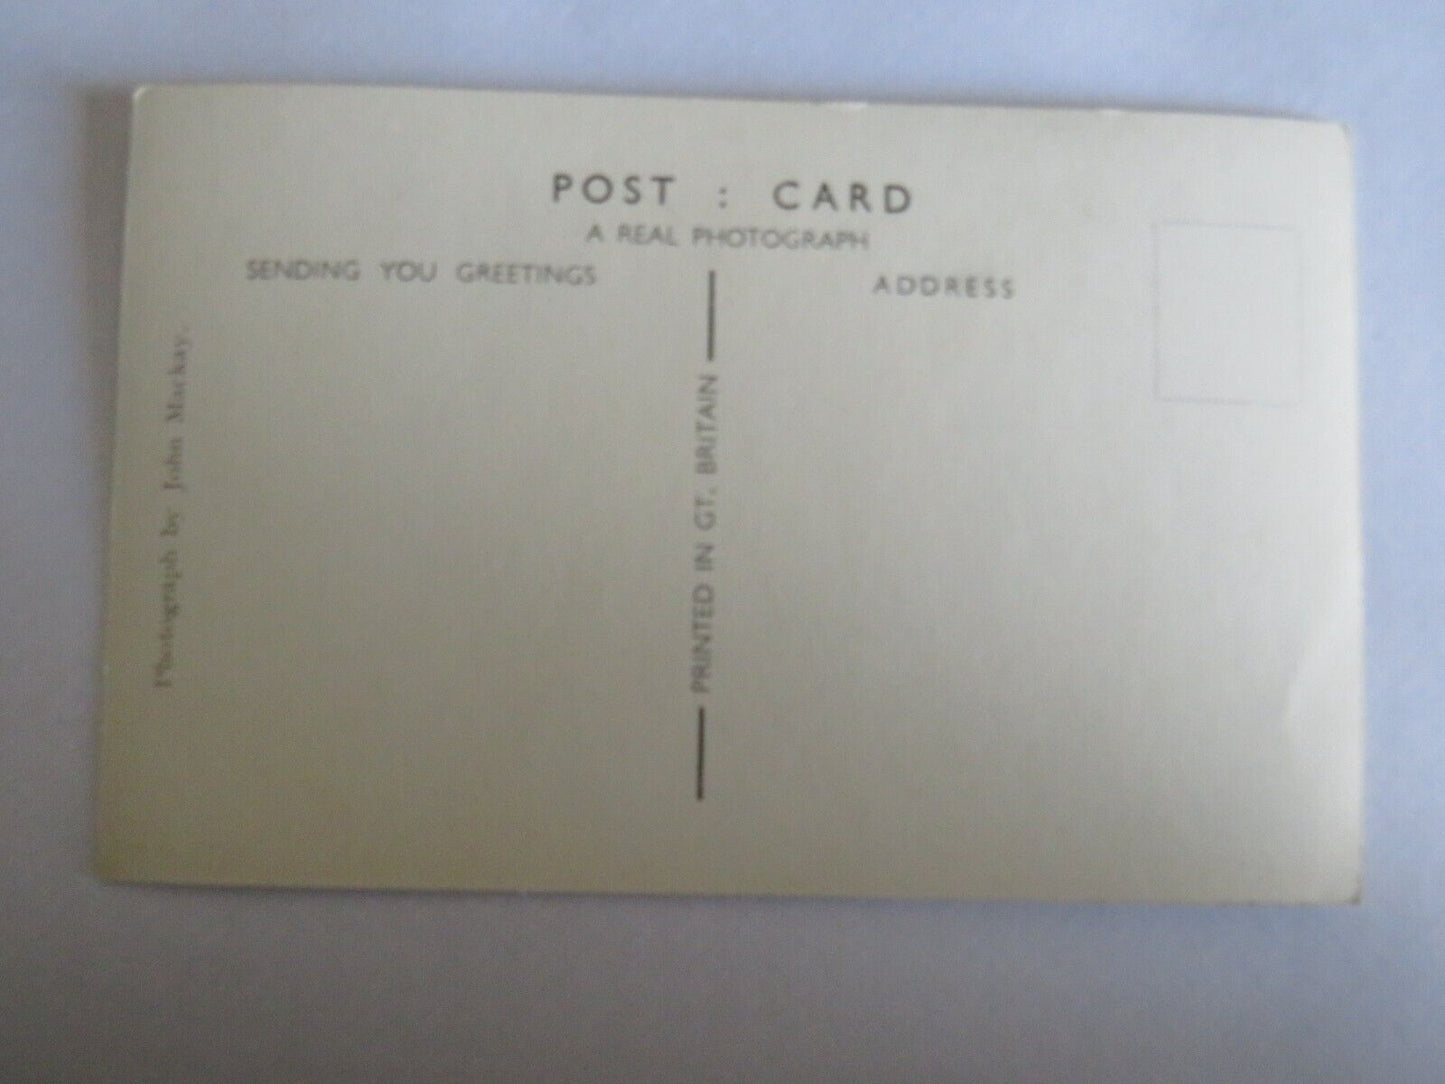 POST : CARD
A REAL PHOTOGRAPH
SENDING YOU GREETINGS
ADDRESS
PRINTED IN GT. BRITAIN
Photograph by John Mackay.